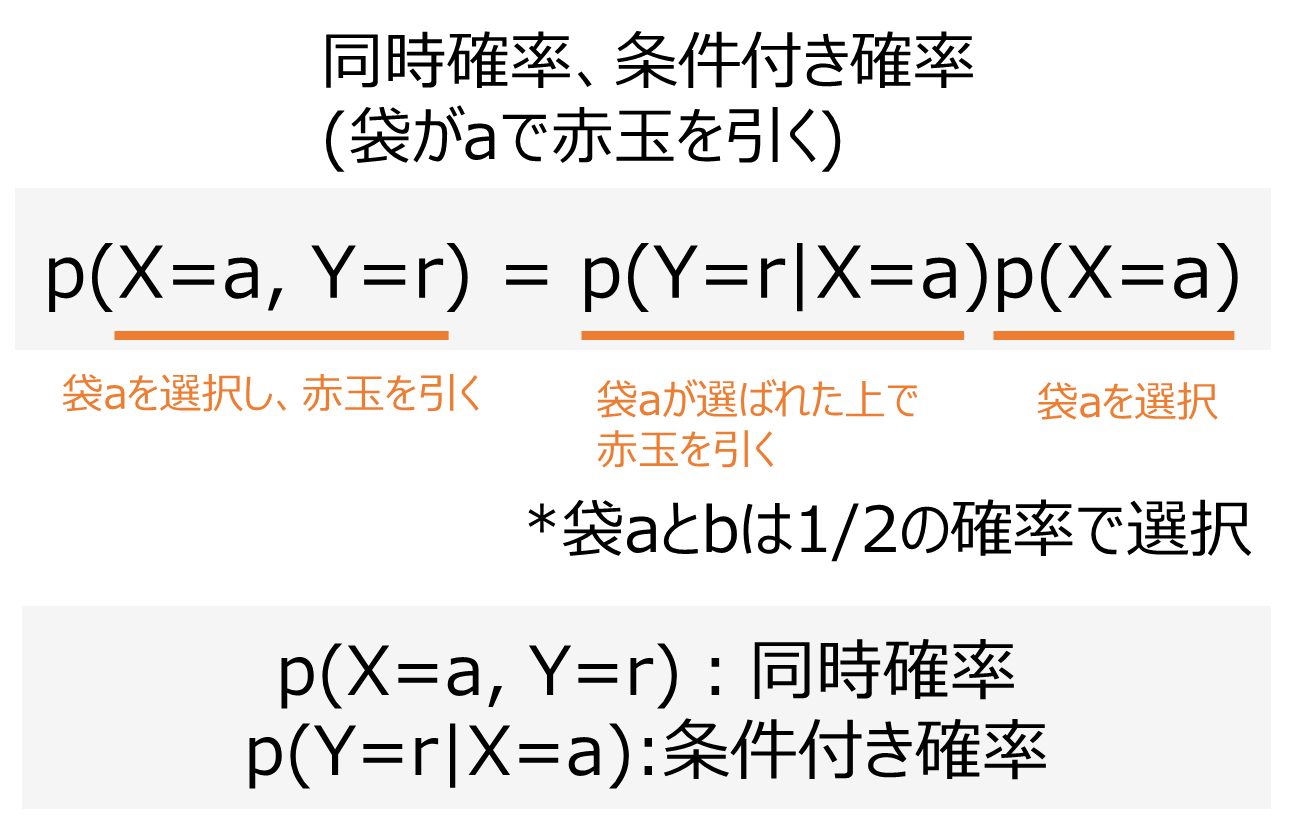 同時確率、条件付き確率
(袋がaで赤玉を引く)
p(X=a, Y=r) = p(Y=r|X=a)p(X=a)
袋aを選択し、赤玉を引く
袋aが選ばれた上で
赤玉を引く
袋aを選択
*袋aとbは1/2の確率で選択
p(X=a, Y=r) : 同時確率
p(Y=r|X=a):条件付き確率